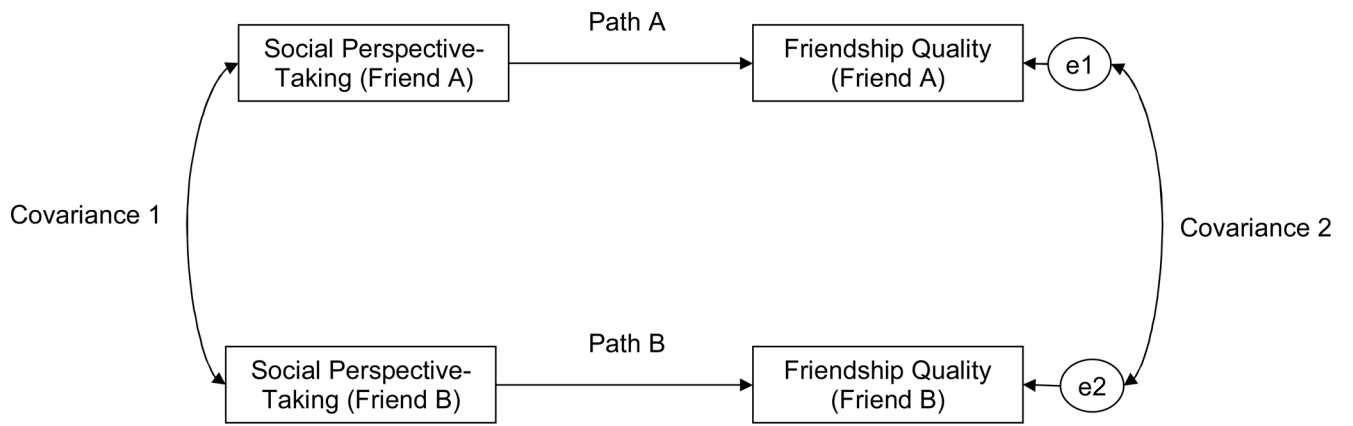 Path A
Social Perspective-
Taking (Friend A)
Friendship Quality
(Friend A)
e1
Covariance 1
Covariance 2
Path B
Social Perspective-
Taking (Friend B)
Friendship Quality
(Friend B)
e2